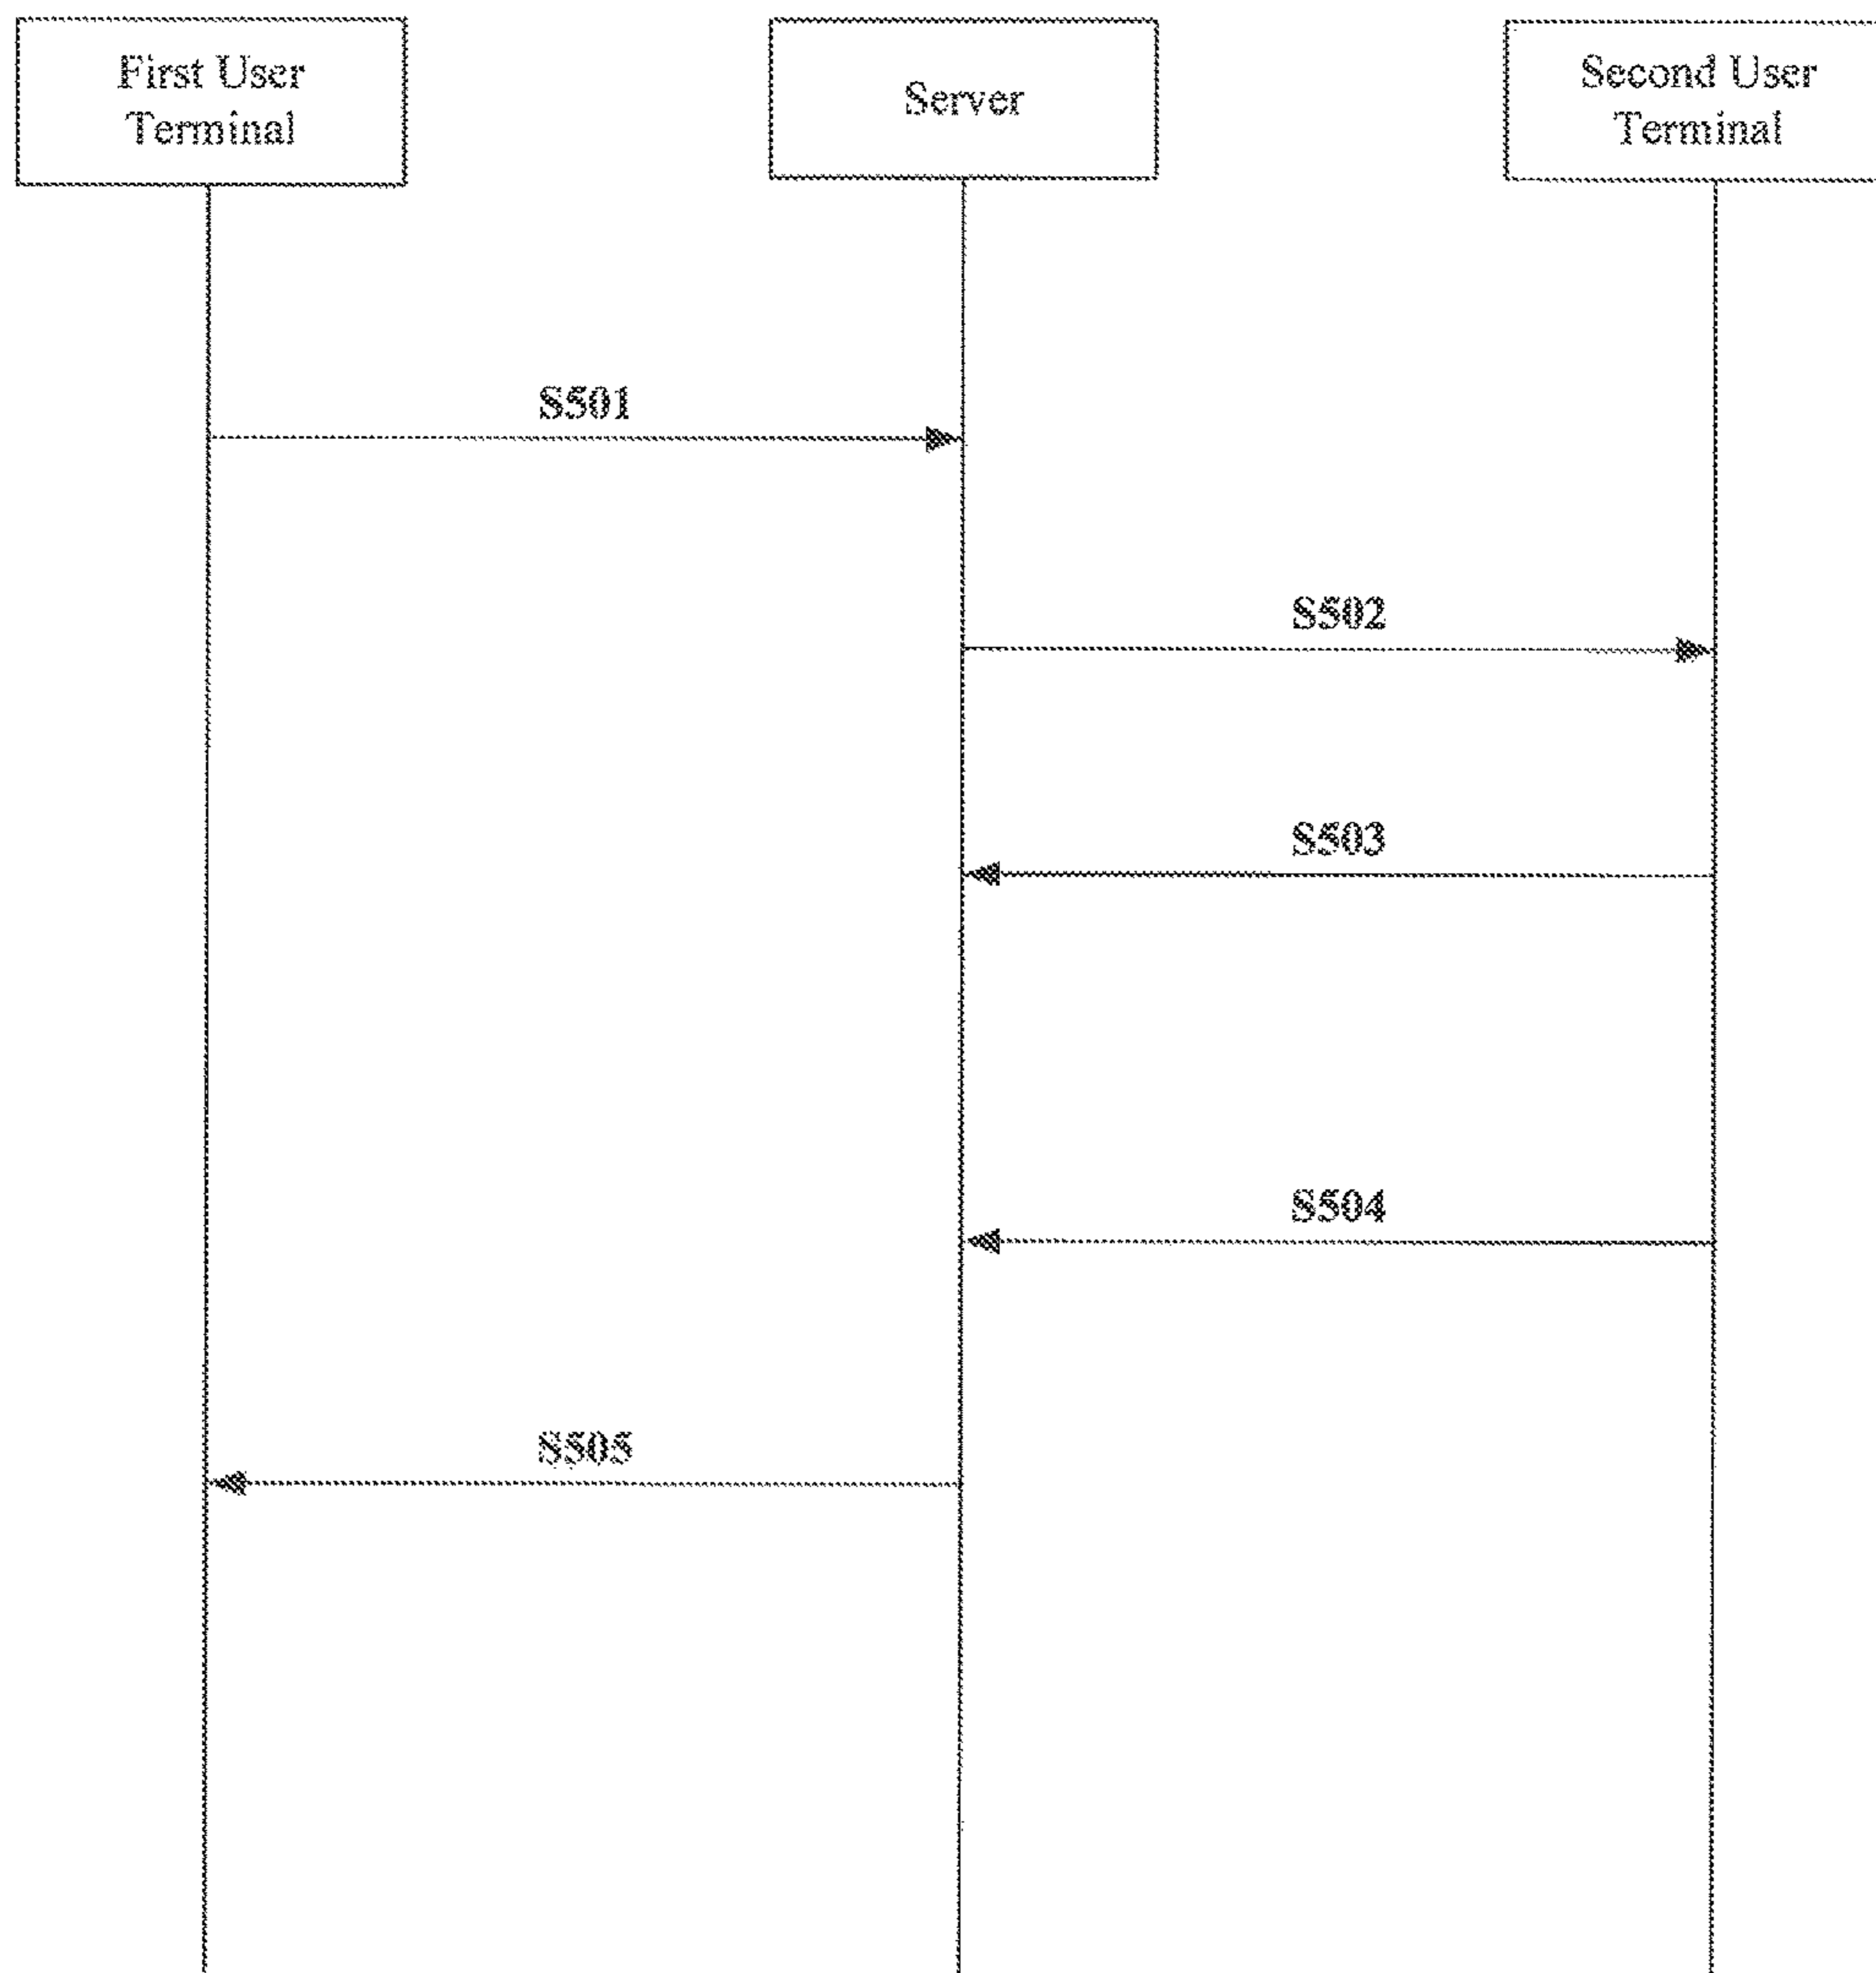 First User
Terminal
Server
Second User
Terminal
S501
S502
S503
S504
S505